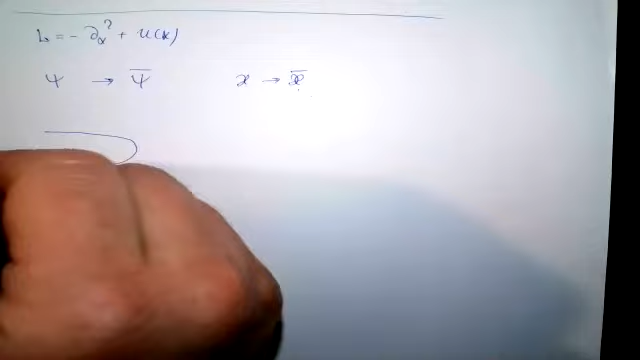 L = - ∂ₓ² + u(x)
ψ → ψ̄ x → x̄